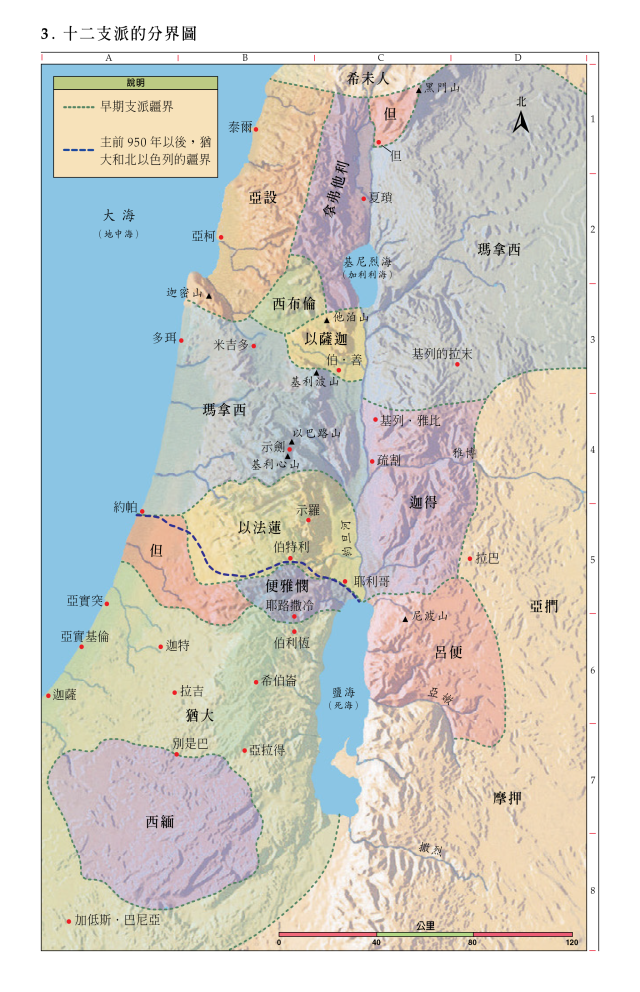 3. 十二支派的分界圖
A
B
C
D
說明
早期支派疆界
主前 950 年以後，猶
大和北以色列的疆界
希未人
黑門山
但
北
1
泰爾
但
拿弗他利
亞設
夏瑣
大海
（地中海）
2
亞柯
瑪拿西
基尼烈海
（加利利海）
迦密山
西布倫
他泊山
多珥
米吉多
以薩迦
3
基列的拉末
伯·善
基利波山
瑪拿西
基列·雅比
以巴路山
示劍
4
雅博
基利心山
疏割
迦得
約帕
示羅
以法蓮
約旦河
伯特利
但
5
拉巴
便雅憫
耶利哥
亞實突
耶路撒冷
亞捫
尼波山
亞實基倫
迦特
伯利恆
呂便
6
希伯崙
迦薩
拉吉
鹽海
（死海）
亞嫩
猶大
別是巴
亞拉得
7
摩押
西緬
撒烈
8
加低斯·巴尼亞
公里
0
40
80
120